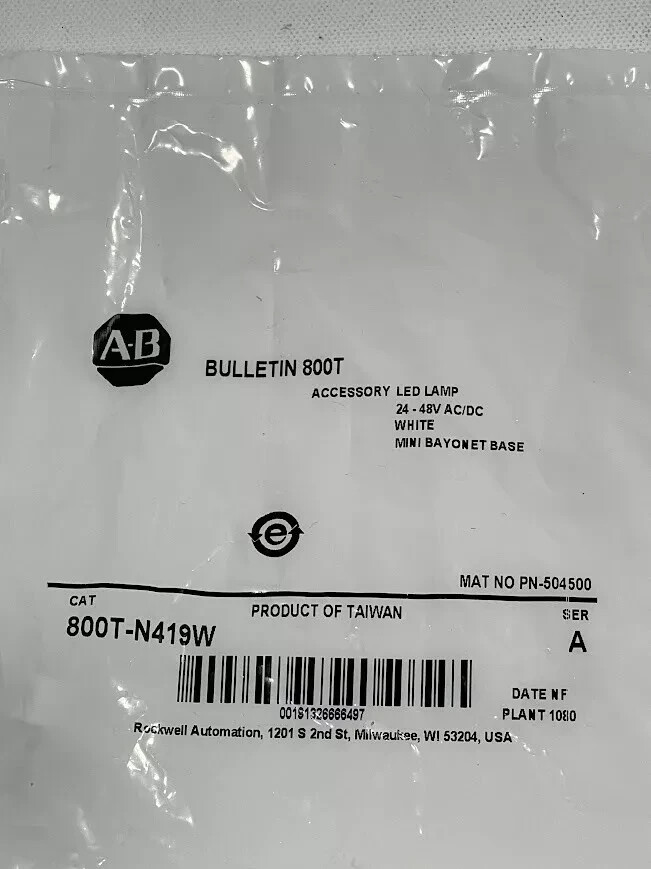 A-B
BULLETIN 800T
ACCESSORY LED LAMP
24 - 48V AC/DC
WHITE
MINI BAYONET BASE
e
MAT NO PN-504500
CAT
PRODUCT OF TAIWAN
SER
800T-N419W
A
DATE NF
00191326666497
PLANT 1080
Rockwell Automation, 1201 S 2nd St, Milwaukee, WI 53204, USA